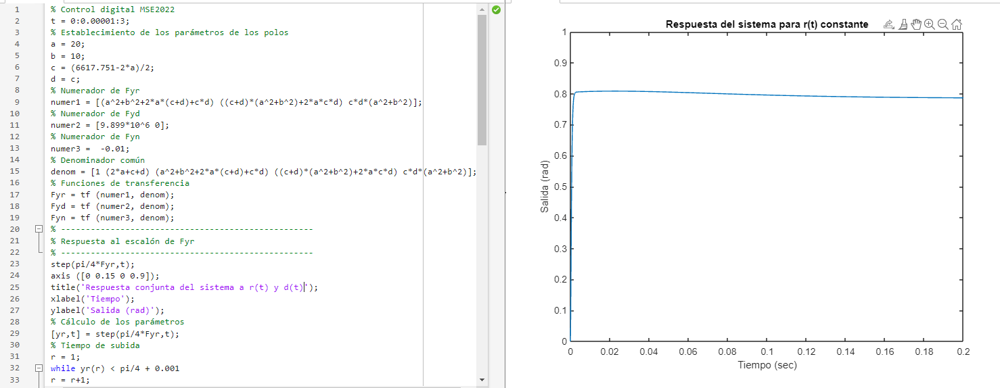 1 % Control digital MSE2022
2 t = 0:0.00001:3;
3 % Establecimiento de los parámetros de los polos
4 a = 20;
5 b = 10;
6 c = (6617.751-2*a)/2;
7 d = c;
8 % Numerador de Fyr
9 numer1 = [(a^2+b^2+2*a*(c+d)+c*d) ((c+d)*(a^2+b^2)+2*a*c*d) c*d*(a^2+b^2)];
10 % Numerador de Fyd
11 numer2 = [9.899*10^6 0];
12 % Numerador de Fyn
13 numer3 =  -0.01;
14 % Denominador común
15 denom = [1 (2*a+c+d) (a^2+b^2+2*a*(c+d)+c*d) ((c+d)*(a^2+b^2)+2*a*c*d) c*d*(a^2+b^2)];
16 % Funciones de transferencia
17 Fyr = tf (numer1, denom);
18 Fyd = tf (numer2, denom);
19 Fyn = tf (numer3, denom);
20 % ---------------------------------------------------
21 % Respuesta al escalón de Fyr
22 % ---------------------------------------------------
23 step(pi/4*Fyr,t);
24 axis ([0 0.15 0 0.9]);
25 title('Respuesta conjunta del sistema a r(t) y d(t)');
26 xlabel('Tiempo');
27 ylabel('Salida (rad)');
28 % Cálculo de los parámetros
29 [yr,t] = step(pi/4*Fyr,t);
30 % Tiempo de subida
31 r = 1;
32 while yr(r) < pi/4 + 0.001
33 r = r+1;
Respuesta del sistema para r(t) constante
1
0.9
0.8
0.7
0.6
0.5
0.4
0.3
0.2
0.1
0
Salida (rad)
0 0.02 0.04 0.06 0.08 0.1 0.12 0.14 0.16 0.18 0.2
Tiempo (sec)